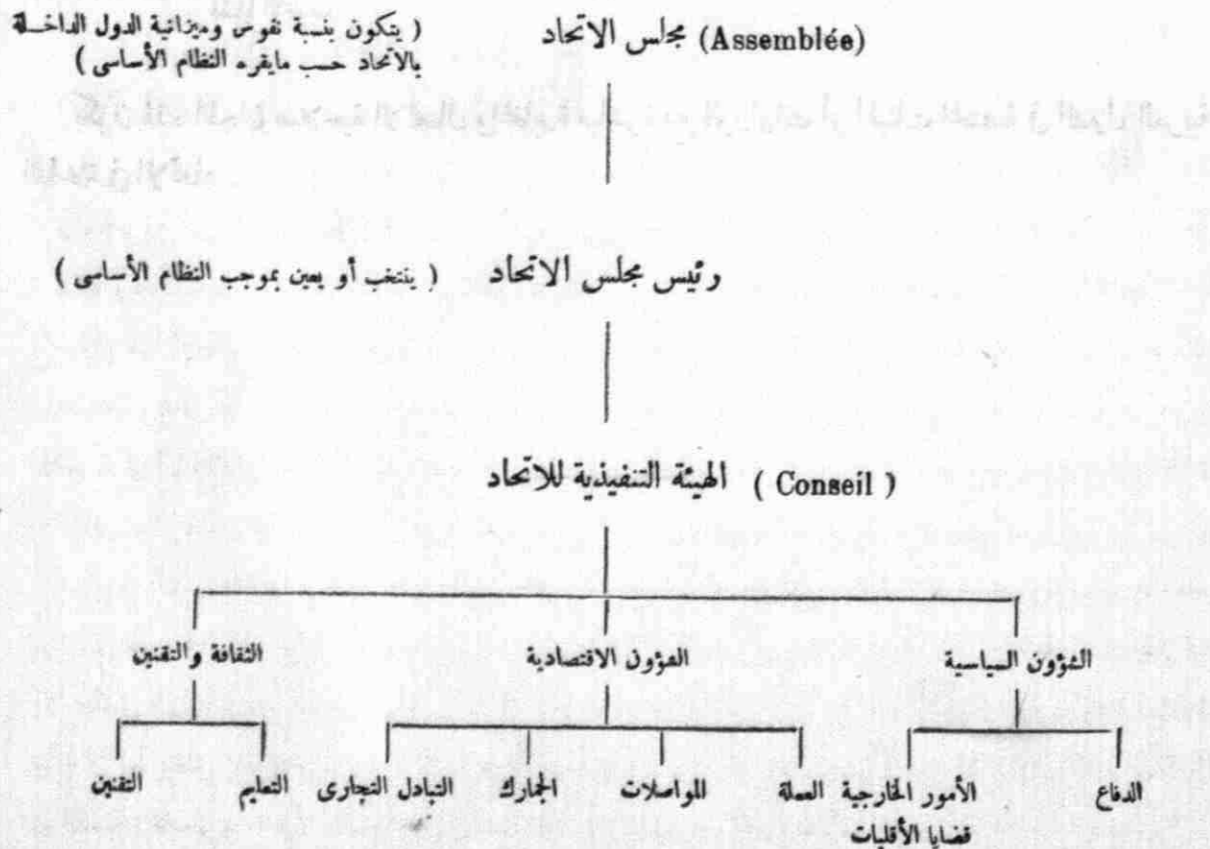 مجلس الاتحاد (Assemblée) ( يتكون بنسبة نفوس وميزانية الدول الداخلة
بالاتحاد حسب مايقره النظام الأساسى )
رئيس مجلس الاتحاد ( ينتخب أو يعين بموجب النظام الأساسى )
الهيئة التنفيذية للاتحاد ( Conseil )
الشؤون السياسية الشؤون الاقتصادية الثقافة والتقنين
الدفاع الأمور الخارجية العملة المواصلات الجمارك التبادل التجارى التعليم التقنين
قضايا الأقليات